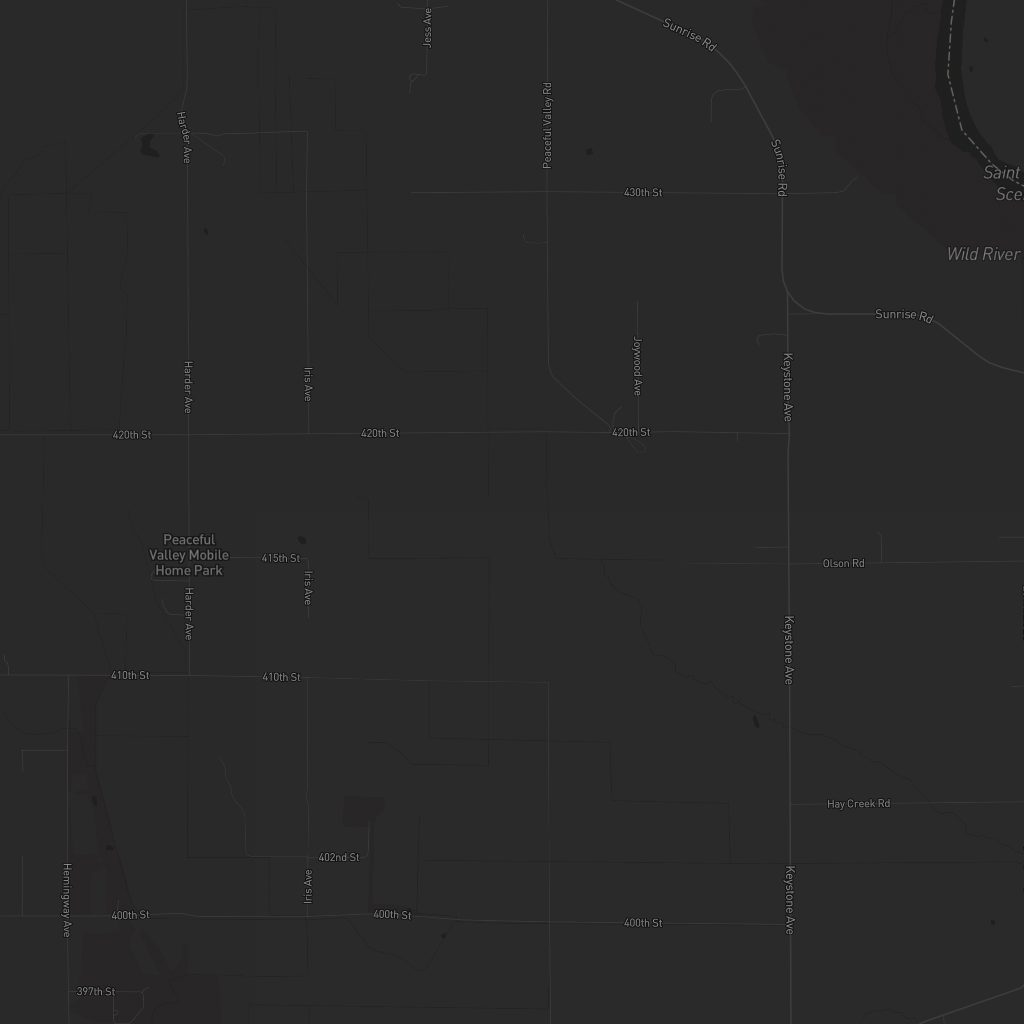 Jess Ave
Sunrise Rd
Peaceful Valley Rd
Harder Ave
Sunrise Rd
Saint
430th St
Wild River
Sunrise Rd
Joywood Ave
Harder Ave
Iris Ave
Keystone Ave
420th St
420th St
420th St
Peaceful
Valley Mobile
Home Park
415th St
Olson Rd
Iris Ave
Harder Ave
Keystone Ave
410th St
410th St
Hay Creek Rd
402nd St
Iris Ave
Hemingway Ave
Keystone Ave
400th St
400th St
400th St
397th St